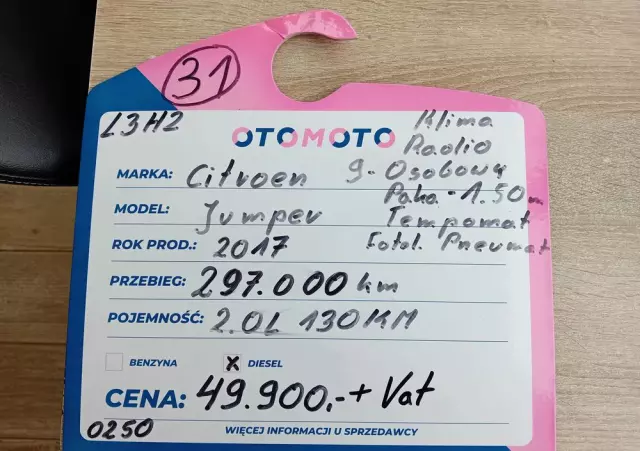 31
L3H2
OTOMOTO
Klima
Radio
MARKA: Citroen
9-Osobowy
Paka - 1.50m
MODEL: Jumper
Tempomat
ROK PROD.: 2017
Fotel. Pneumat
PRZEBIEG: 297.000 km
POJEMNOŚĆ: 2.0L 130KM
BENZYNA X DIESEL
CENA: 49.900,- + Vat
0250
WIĘCEJ INFORMACJI U SPRZEDAWCY